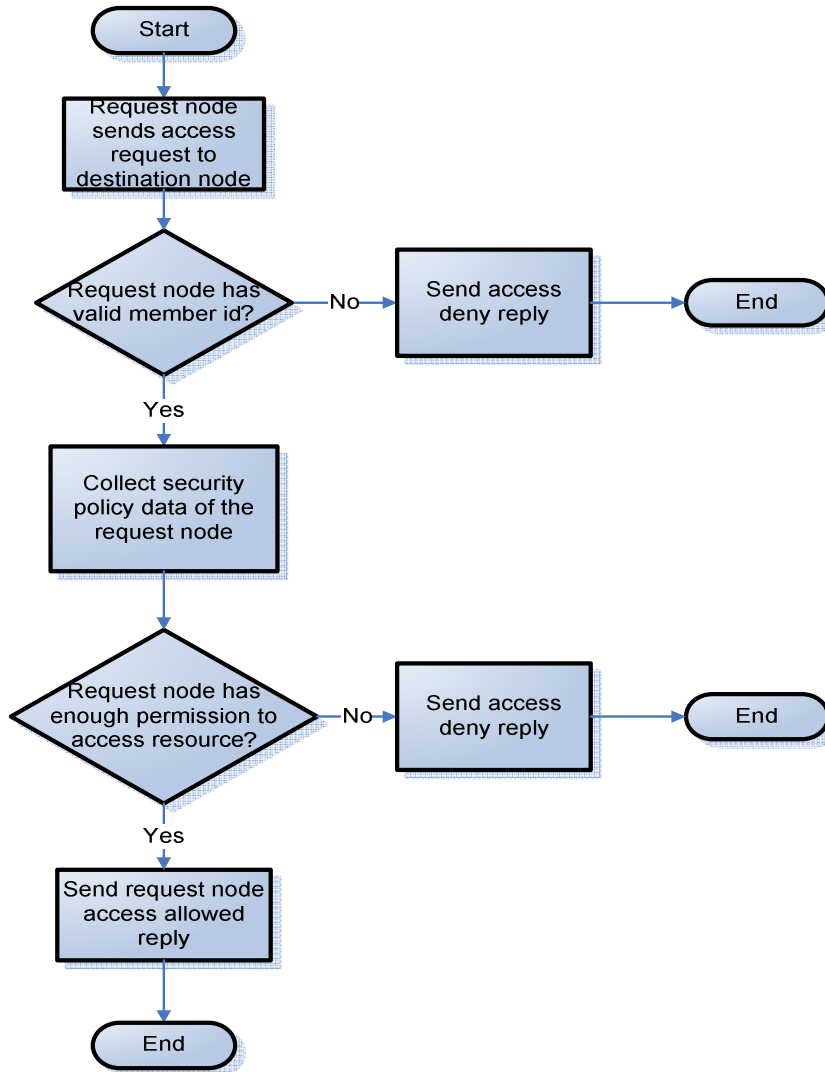 Start
Request node
sends access
request to
destination node
Request node has
valid member id?
No
Send access
deny reply
End
Yes
Collect security
policy data of the
request node
Request node has
enough permission to
access resource?
No
Send access
deny reply
End
Yes
Send request node
access allowed
reply
End